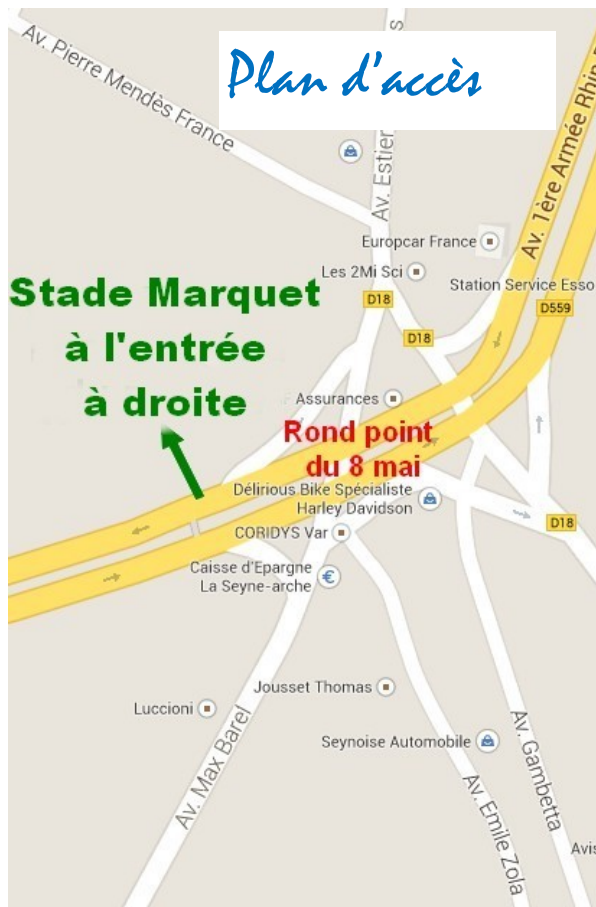 Plan d'accès
Av. Pierre Mendès France
S
Av. Estier
Av. 1ère Armée Rhin
Europcar France
Les 2Mi Sci
Station Service Esso
D18
D559
D18
Stade Marquet
à l'entrée
à droite
Assurances
Rond point
du 8 mai
Délirious Bike Spécialiste
Harley Davidson
D18
CORIDYS Var
Caisse d'Epargne
La Seyne-arche
€
Jousset Thomas
Luccioni
Seynoise Automobile
Av. Max Barel
Av. Gambetta
Av. Emile Zola
Avis